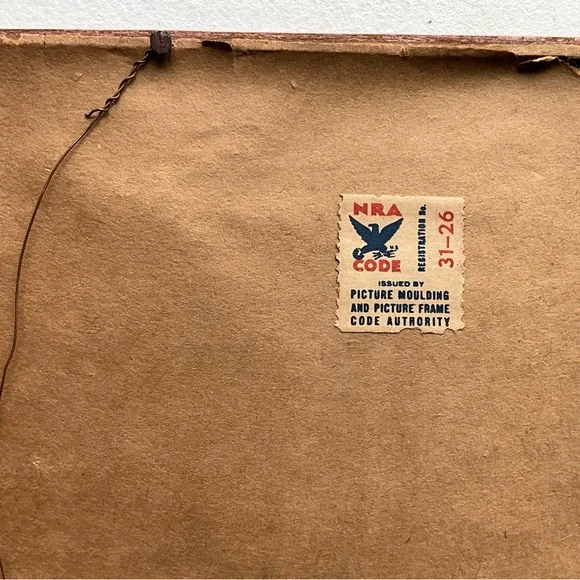 NRA
CODE
REGISTRATION No.
31-26
ISSUED BY
PICTURE MOULDING
AND PICTURE FRAME
CODE AUTHORITY